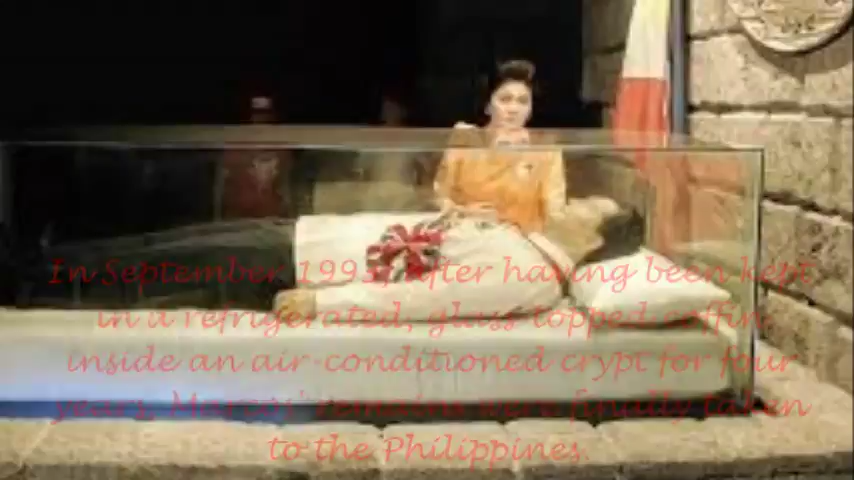 In September 1993, after having been kept
in a refrigerated, glass-topped coffin
inside an air-conditioned crypt for four
years, Marcos' remains were finally taken
to the Philippines.